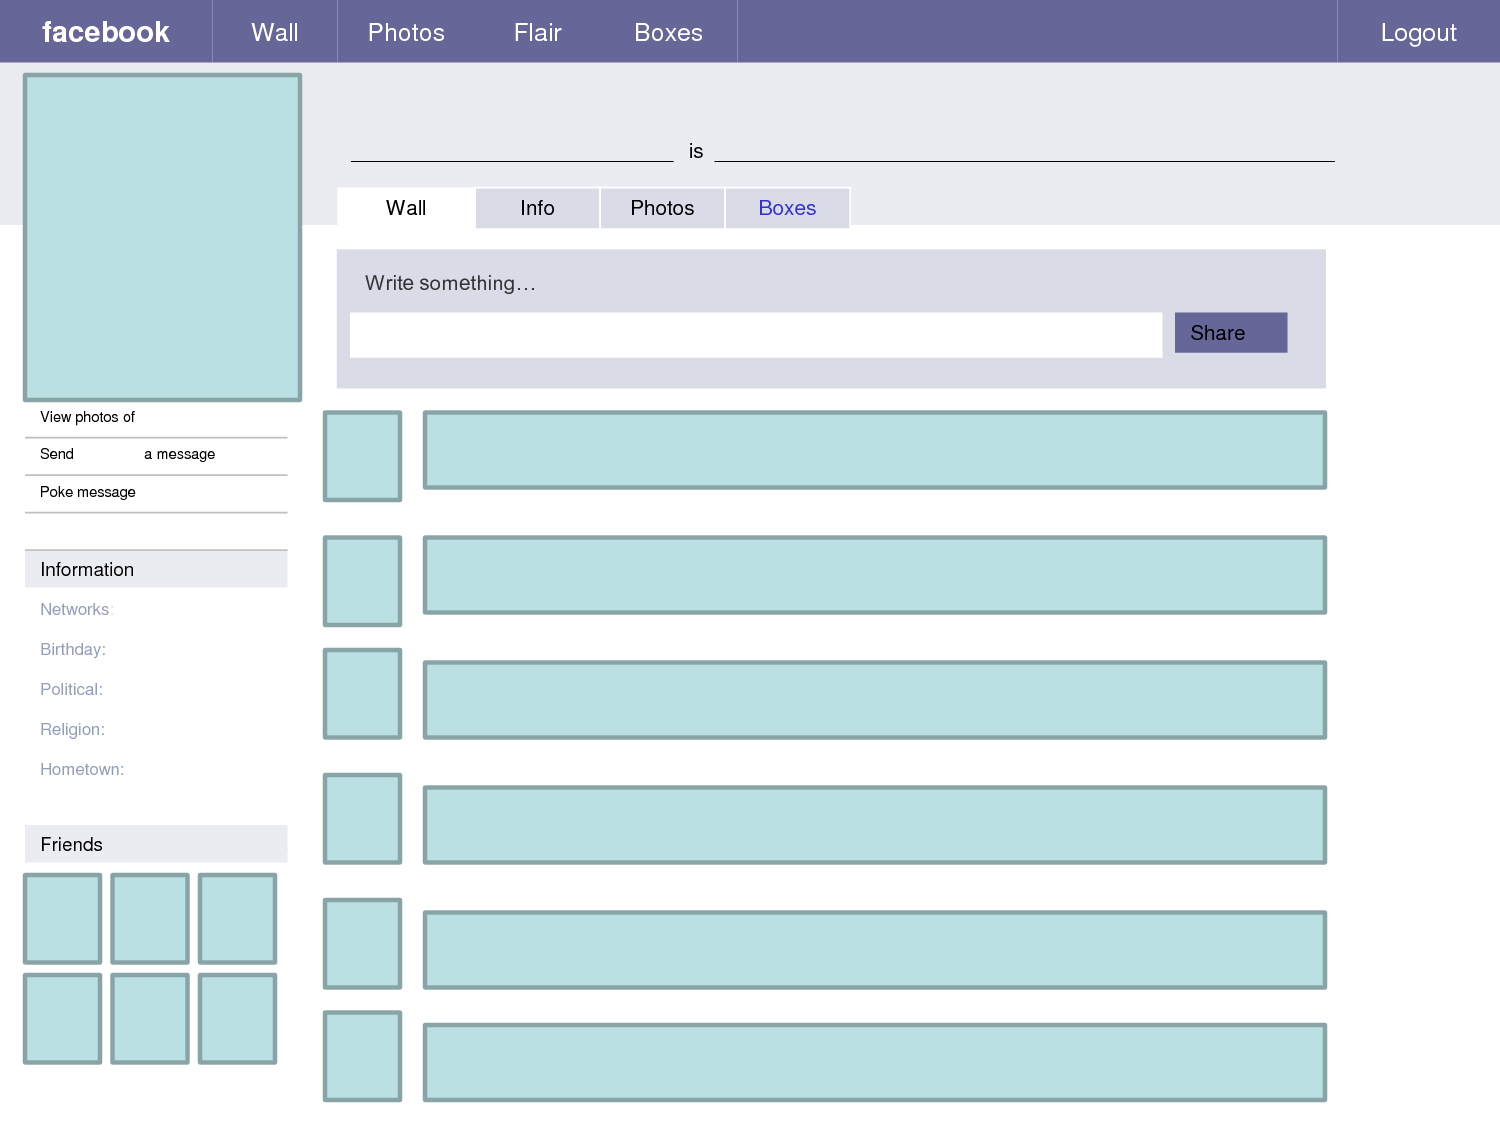 facebook Wall Photos Flair Boxes Logout
is
Wall Info Photos Boxes
Write something…
Share
View photos of
Send a message
Poke message
Information
Networks:
Birthday:
Political:
Religion:
Hometown:
Friends